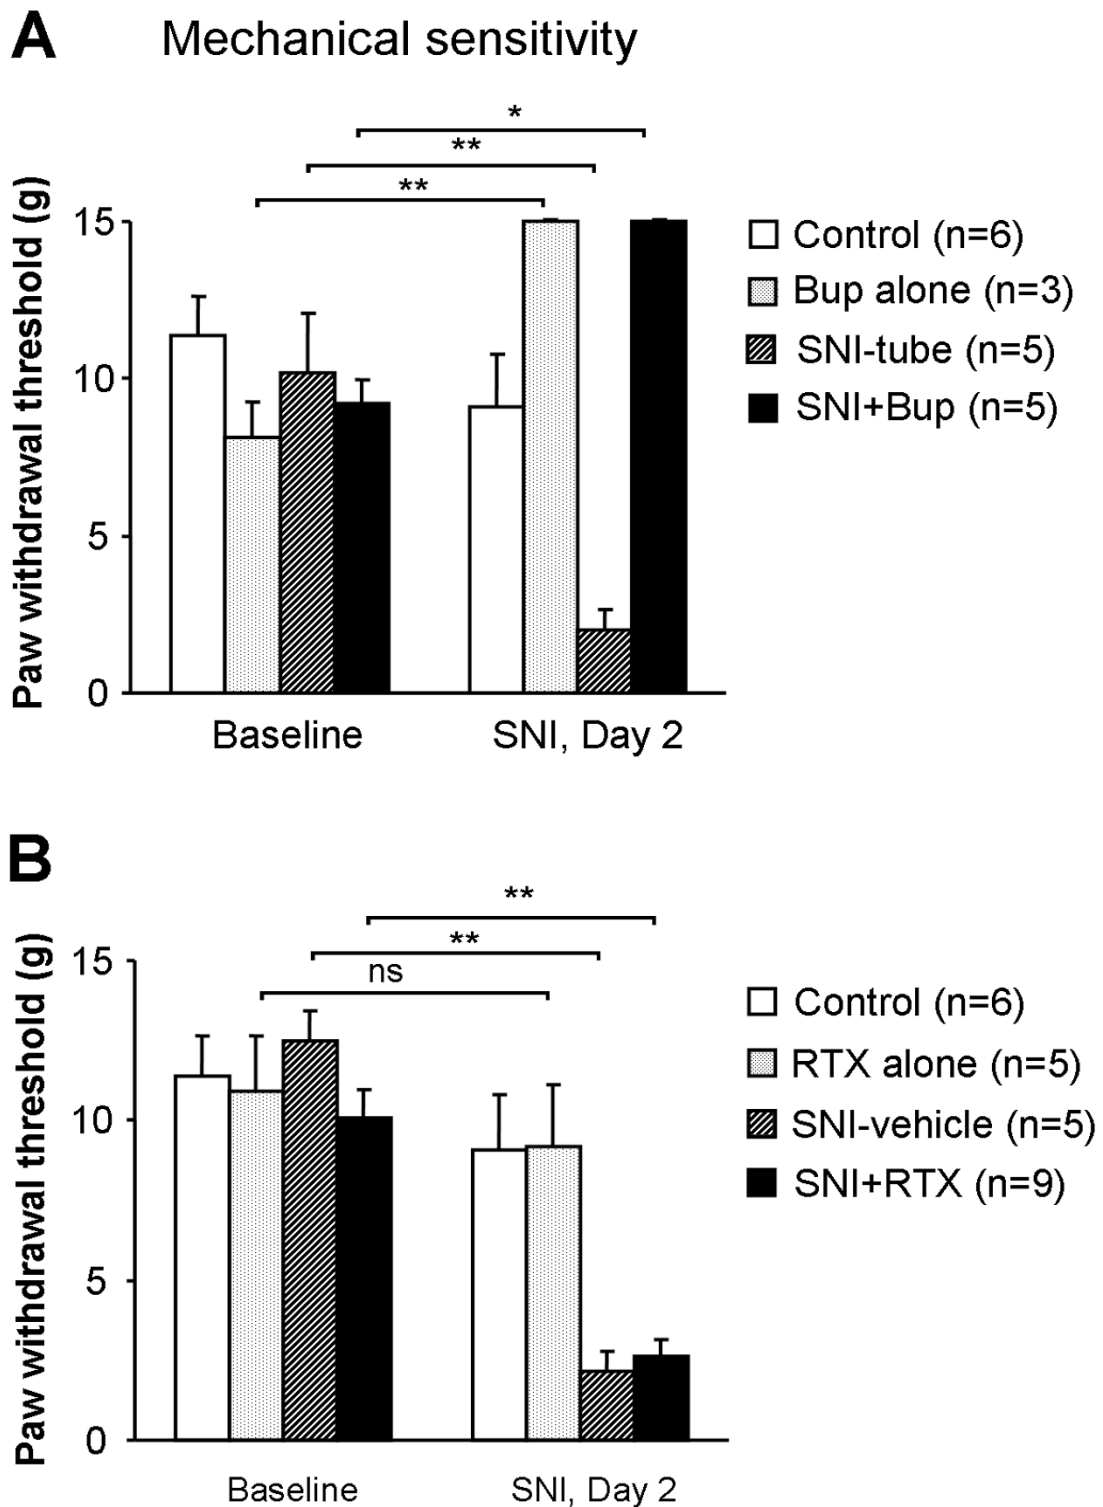 A
Mechanical sensitivity
*
**
**
Paw withdrawal threshold (g)
15
10
5
0
Baseline
SNI, Day 2
Control (n=6)
Bup alone (n=3)
SNI-tube (n=5)
SNI+Bup (n=5)
B
**
**
ns
Paw withdrawal threshold (g)
15
10
5
0
Baseline
SNI, Day 2
Control (n=6)
RTX alone (n=5)
SNI-vehicle (n=5)
SNI+RTX (n=9)